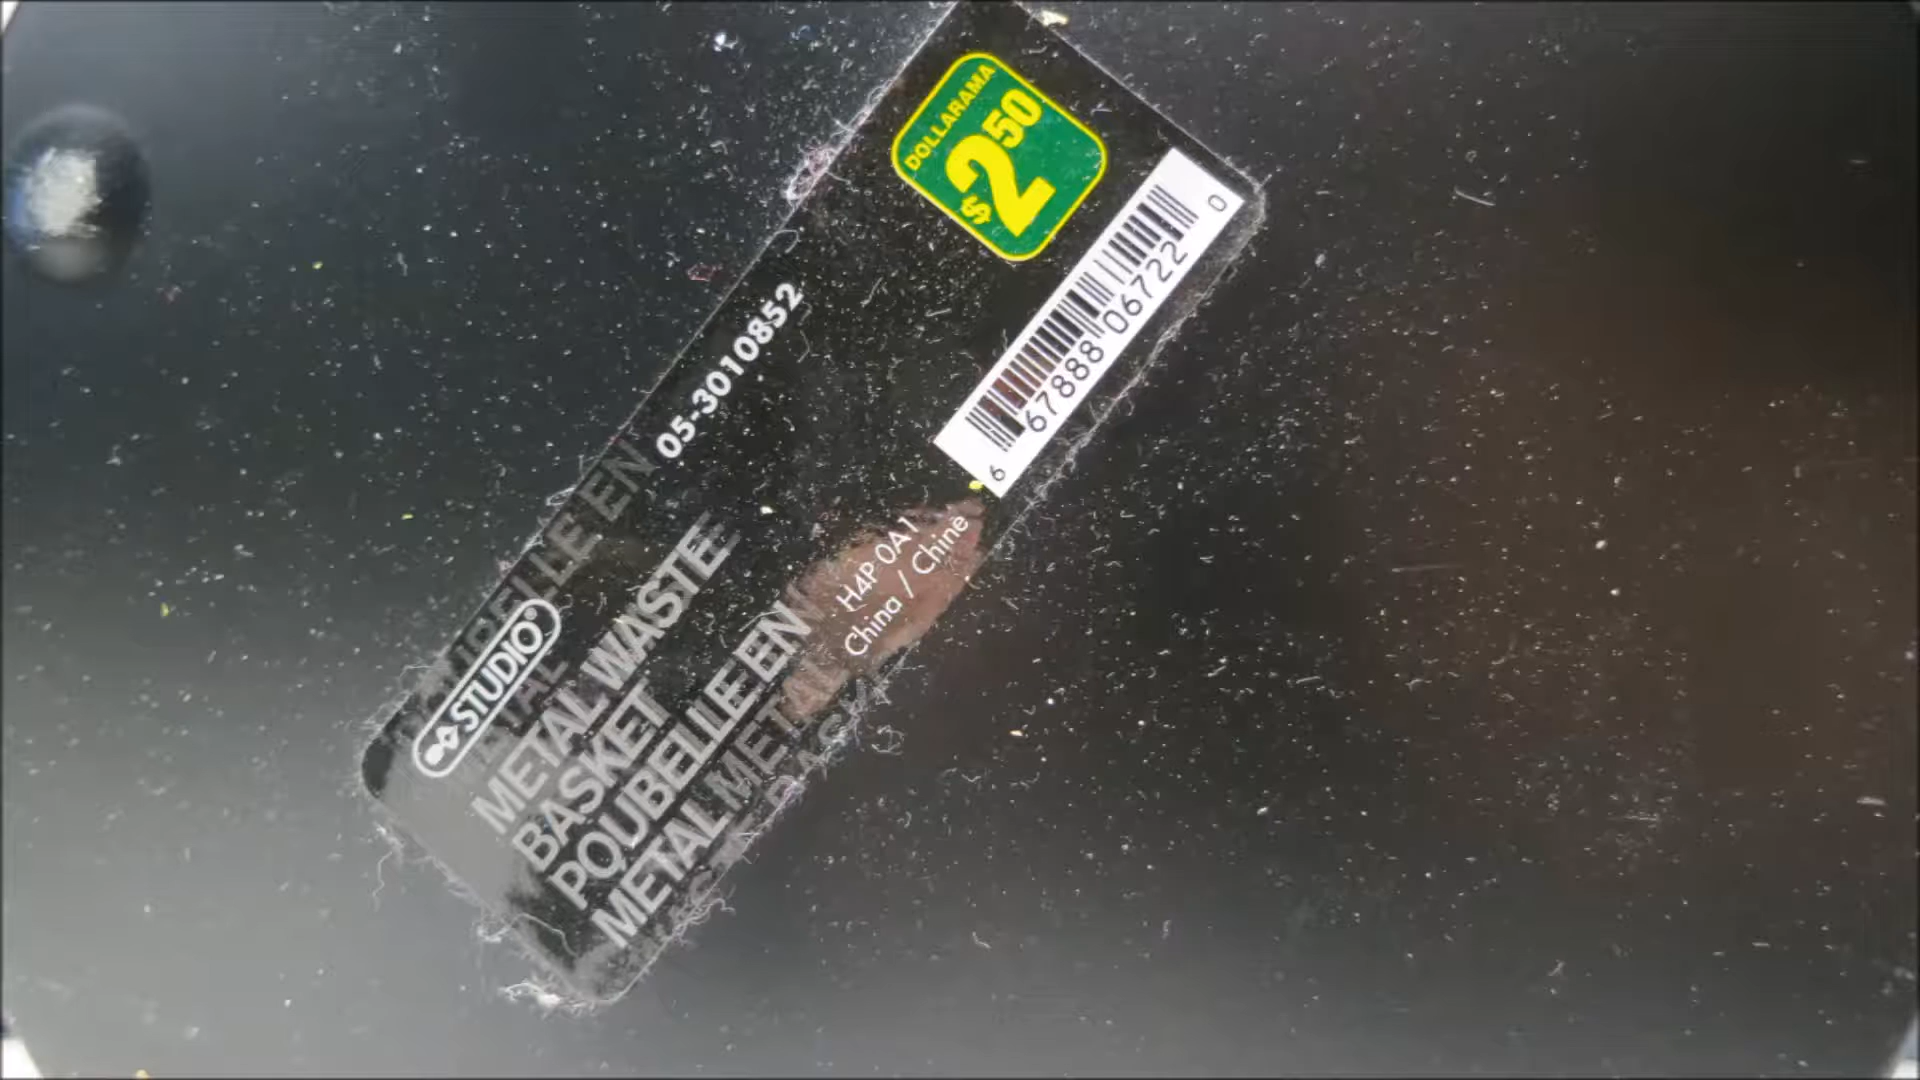 STUDIO
METAL WASTE
BASKET
POUBELLE EN
METAL
05-3010852
H4P 0A1
China / Chine
DOLLARAMA
$2.50
6 67888 06722 0